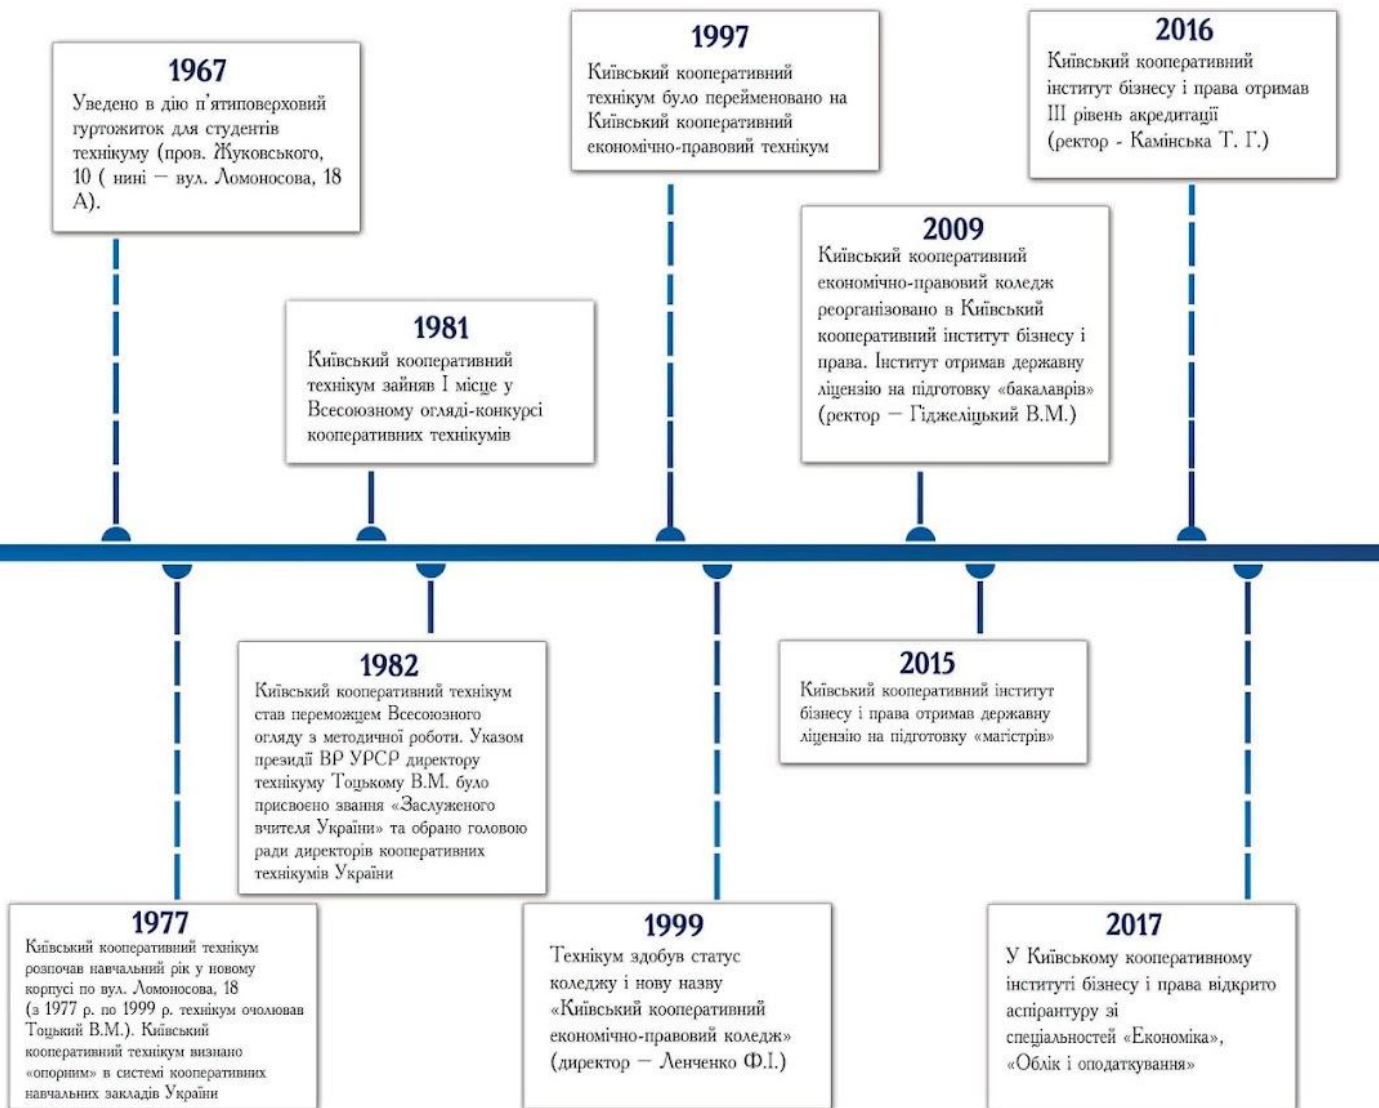 1967
Уведено в дію п’ятиповерховий
гуртожиток для студентів
технікуму (пров. Жуковського,
10 ( нині — вул. Ломоносова, 18
А).
1977
Київський кооперативний технікум
розпочав навчальний рік у новому
корпусі по вул. Ломоносова, 18
(з 1977 р. по 1999 р. технікум очолював
Тоцький В.М.). Київський
кооперативний технікум визнано
«опорним» в системі кооперативних
навчальних закладів України
1981
Київський кооперативний
технікум зайняв І місце у
Всесоюзному огляді-конкурсі
кооперативних технікумів
1982
Київський кооперативний технікум
став переможцем Всесоюзного
огляду з методичної роботи. Указом
президії ВР УРСР директору
технікуму Тоцькому В.М. було
присвоєно звання «Заслуженого
вчителя України» та обрано головою
ради директорів кооперативних
технікумів України
1997
Київський кооперативний
технікум було перейменовано на
Київський кооперативний
економічно-правовий технікум
1999
Технікум здобув статус
коледжу і нову назву
«Київський кооперативний
економічно-правовий коледж»
(директор — Ленченко Ф.І.)
2009
Київський кооперативний
економічно-правовий коледж
реорганізовано в Київський
кооперативний інститут бізнесу і
права. Інститут отримав державну
ліцензію на підготовку «бакалаврів»
(ректор — Гіджеліцький В.М.)
2015
Київський кооперативний інститут
бізнесу і права отримав державну
ліцензію на підготовку «магістрів»
2016
Київський кооперативний
інститут бізнесу і права отримав
ІІІ рівень акредитації
(ректор - Камінська Т. Г.)
2017
У Київському кооперативному
інституті бізнесу і права відкрито
аспірантуру зі
спеціальностей «Економіка»,
«Облік і оподаткування»